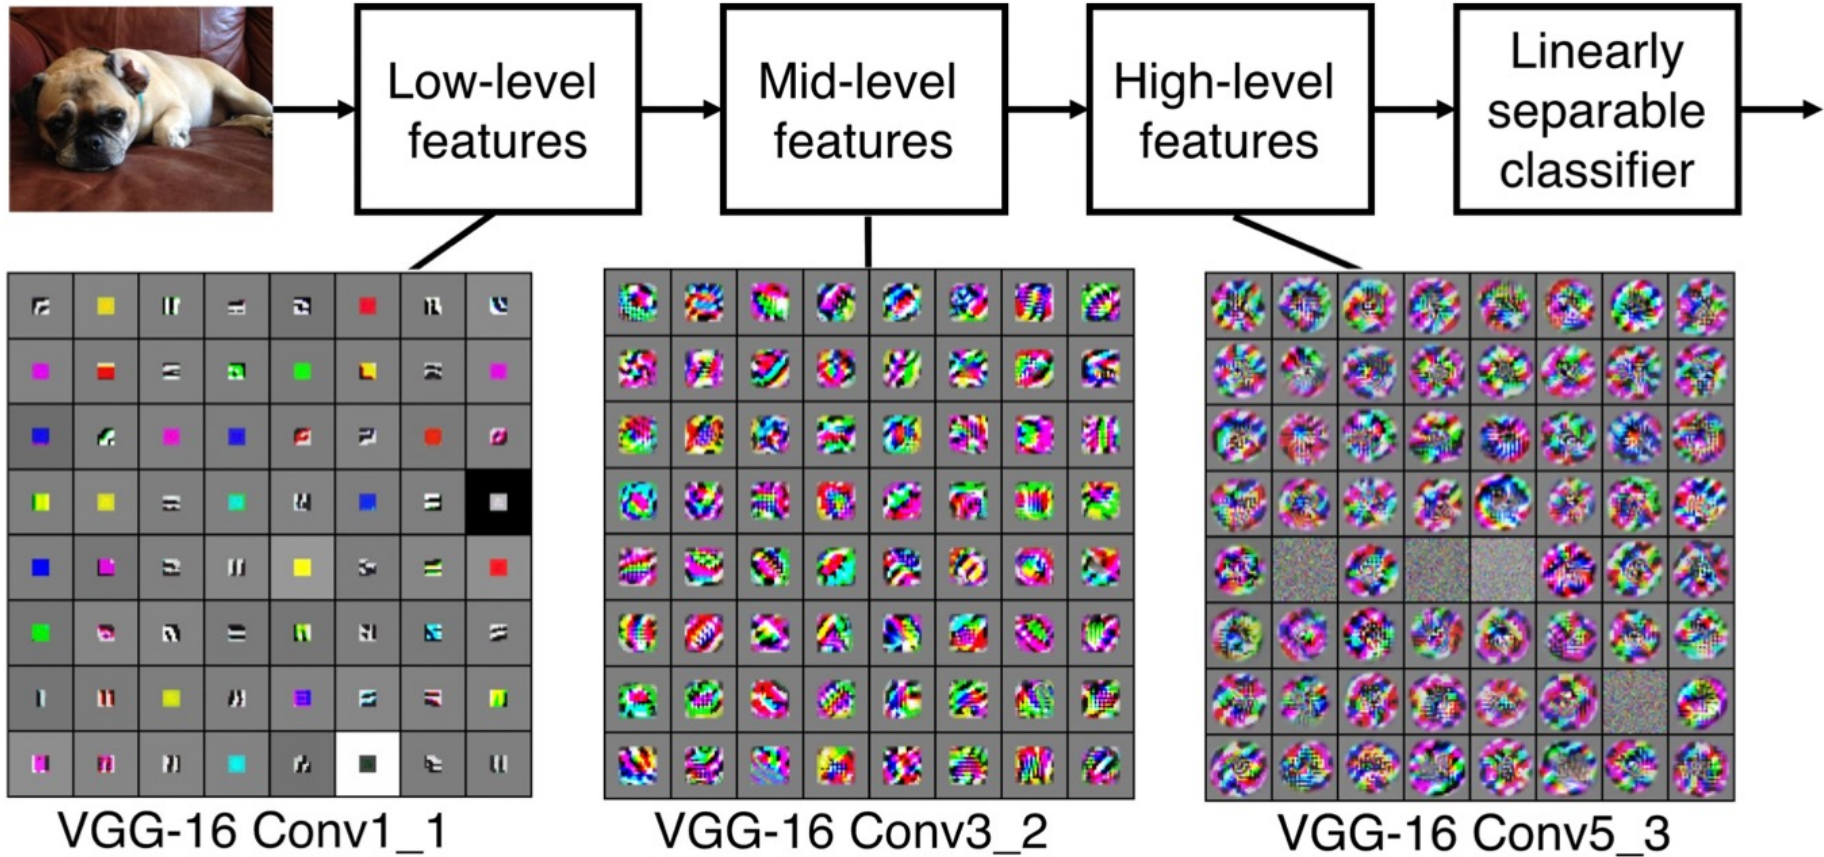 Low-level
features
Mid-level
features
High-level
features
Linearly
separable
classifier
VGG-16 Conv1_1
VGG-16 Conv3_2
VGG-16 Conv5_3